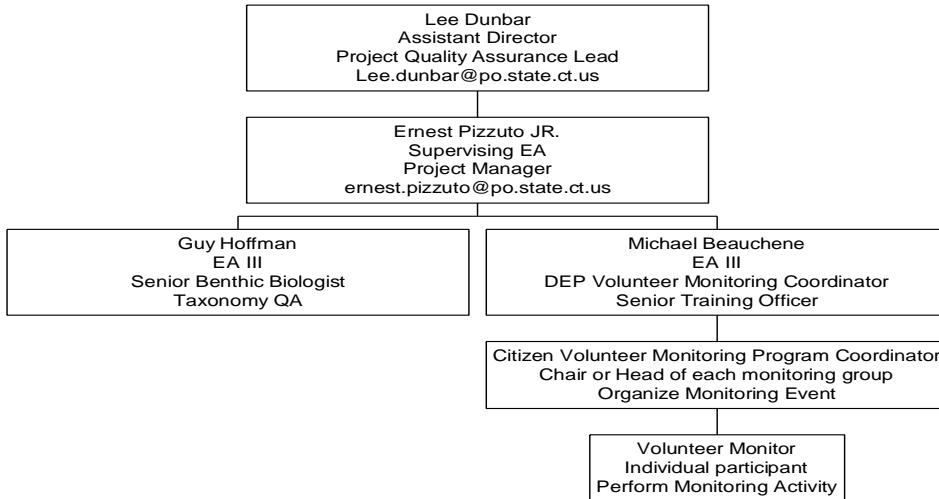 Lee Dunbar
Assistant Director
Project Quality Assurance Lead
Lee.dunbar@po.state.ct.us
Ernest Pizzuto JR.
Supervising EA
Project Manager
ernest.pizzuto@po.state.ct.us
Guy Hoffman
EA III
Senior Benthic Biologist
Taxonomy QA
Michael Beauchene
EA III
DEP Volunteer Monitoring Coordinator
Senior Training Officer
Citizen Volunteer Monitoring Program Coordinator
Chair or Head of each monitoring group
Organize Monitoring Event
Volunteer Monitor
Individual participant
Perform Monitoring Activity